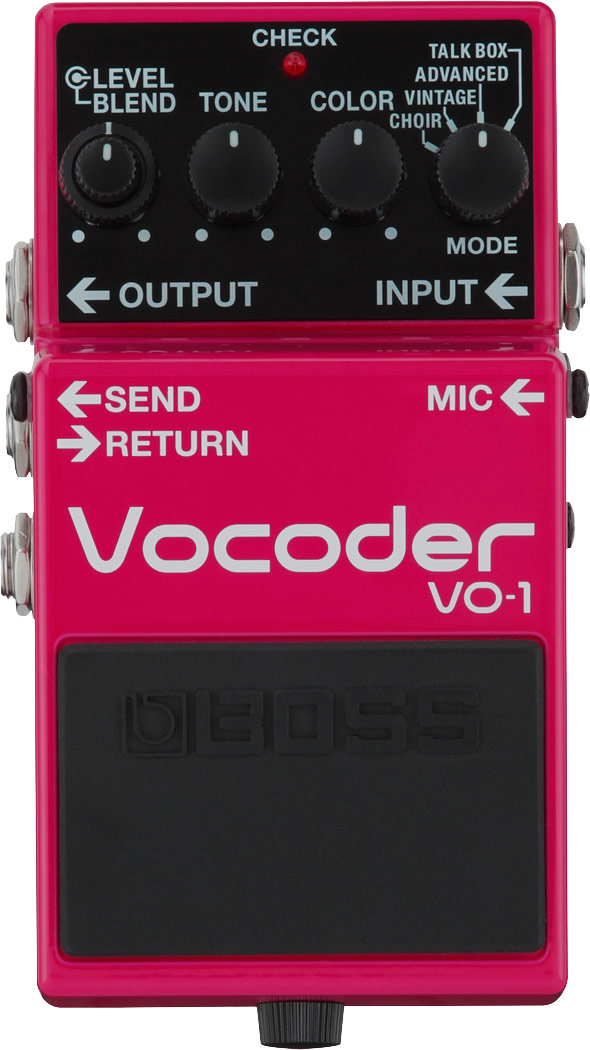 CHECK
LEVEL
BLEND
TONE
COLOR
TALK BOX
ADVANCED
VINTAGE
CHOIR
MODE
OUTPUT
INPUT
SEND
MIC
RETURN
Vocoder
VO-1
BOSS